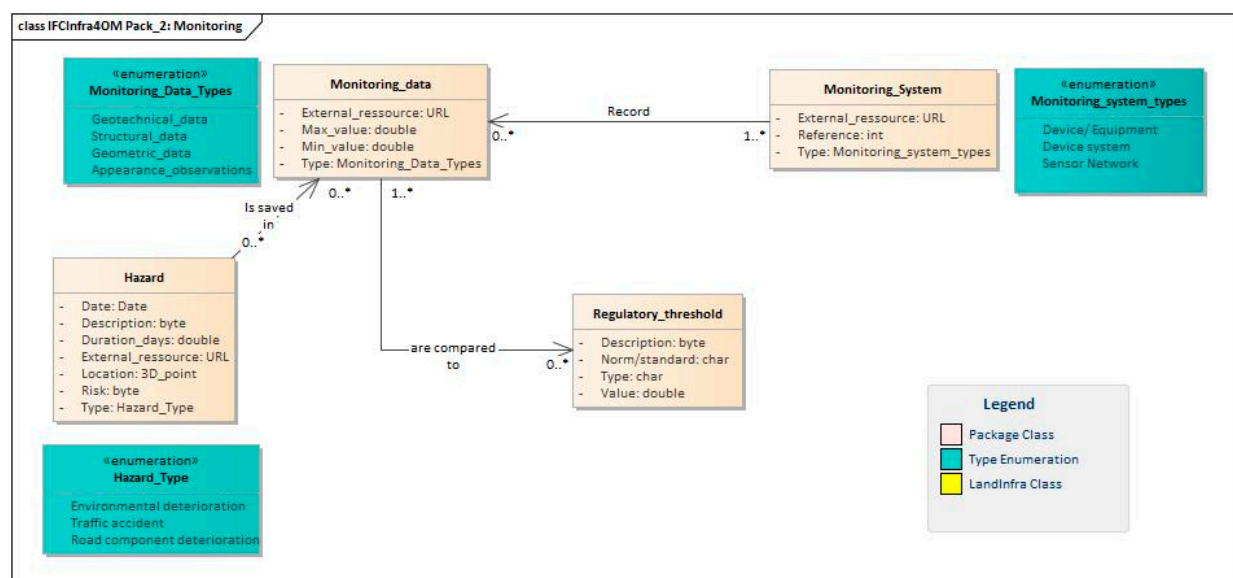 class IFCInfra4OM Pack_2: Monitoring
«enumeration»
Monitoring_Data_Types
Geotechnical_data
Structural_data
Geometric_data
Appearance_observations
Monitoring_data
- External_ressource: URL
- Max_value: double
- Min_value: double
- Type: Monitoring_Data_Types
Record
0..*
1..*
Monitoring_System
- External_ressource: URL
- Reference: int
- Type: Monitoring_system_types
«enumeration»
Monitoring_system_types
Device/Equipment
Device system
Sensor Network
0..*
1..*
Is saved
in
0..*
Hazard
- Date: Date
- Description: byte
- Duration_days: double
- External_ressource: URL
- Location: 3D_point
- Risk: byte
- Type: Hazard_Type
are compared
to
0..*
Regulatory_threshold
- Description: byte
- Norm/standard: char
- Type: char
- Value: double
«enumeration»
Hazard_Type
Environmental deterioration
Traffic accident
Road component deterioration
Legend
Package Class
Type Enumeration
LandInfra Class